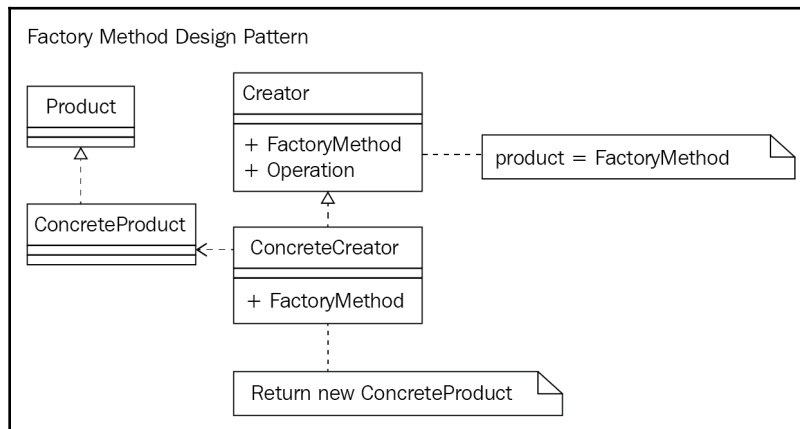 Factory Method Design Pattern
Product
Creator
+ FactoryMethod
+ Operation
product = FactoryMethod
ConcreteProduct
ConcreteCreator
+ FactoryMethod
Return new ConcreteProduct